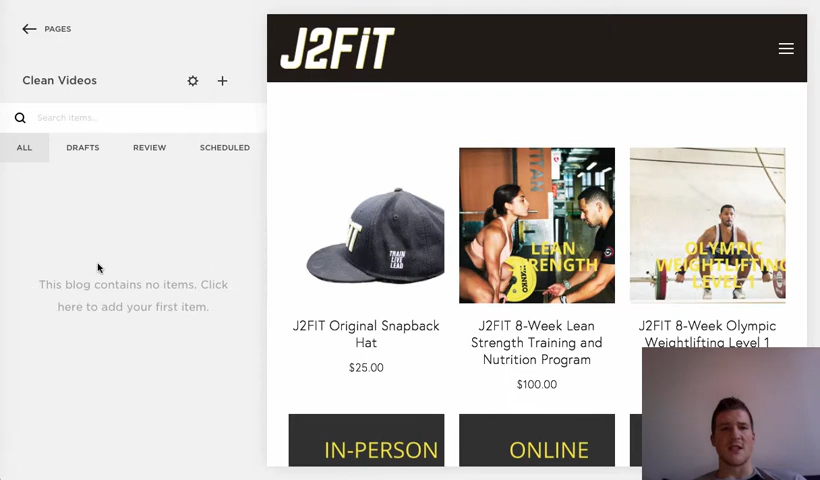 PAGES
Clean Videos
Search items...
ALL DRAFTS REVIEW SCHEDULED
This blog contains no items. Click
here to add your first item.
J2FiT
TRAIN
LIVE
LEAD
TITAN
LEAN
STRENGTH
OLYMPIC
WEIGHTLIFTING
LEVEL 1
J2FIT Original Snapback
Hat
$25.00
J2FIT 8-Week Lean
Strength Training and
Nutrition Program
$100.00
J2FIT 8-Week Olympic
Weightlifting Level 1
IN-PERSON
ONLINE